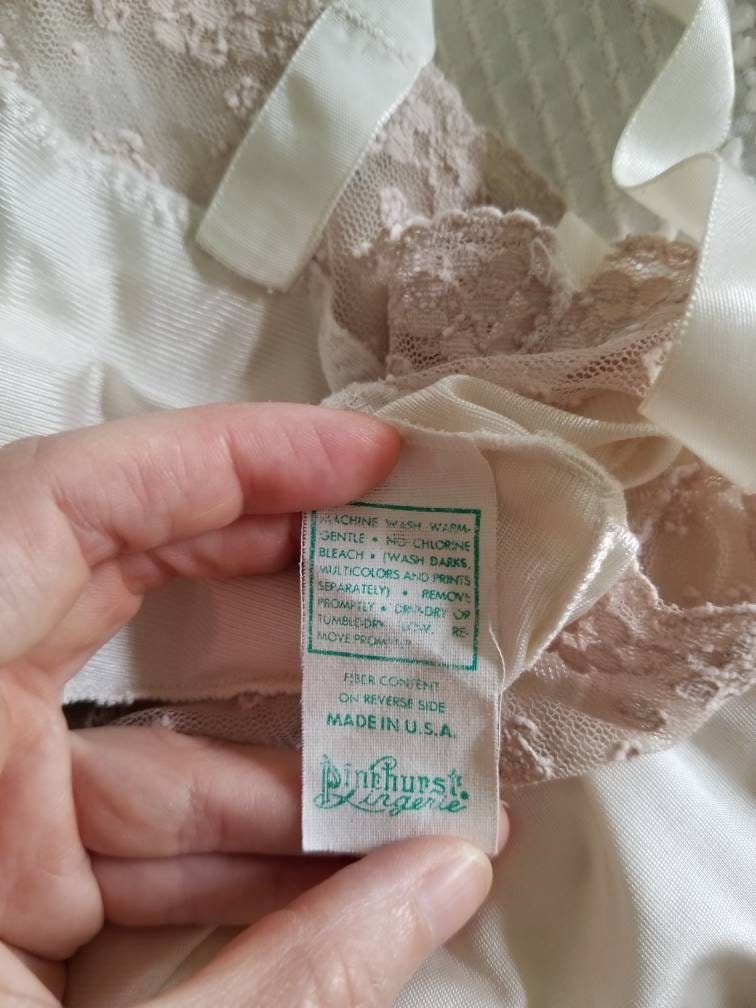 MACHINE WASH WARM-
GENTLE • NO CHLORINE
BLEACH • (WASH DARKS,
MULTICOLORS AND PRINTS
SEPARATELY) • REMOVE
PROMPTLY • DRIP-DRY OR
TUMBLE-DRY RE-
MOVE PROMPTLY
FIBER CONTENT
ON REVERSE SIDE
MADE IN U.S.A.
Pinehurst
Lingerie